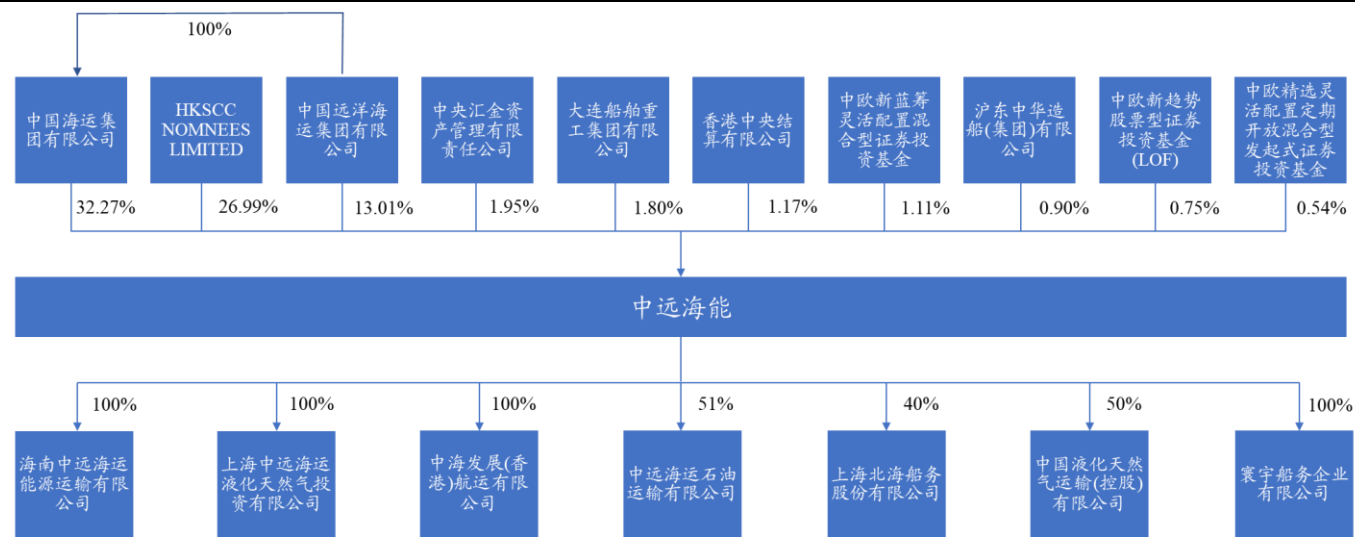 100%
中国海运集
团有限公司
HKSCC
NOMNEES
LIMITED
中国远洋海
运集团有限
公司
中央汇金资
产管理有限
责任公司
大连船舶重
工集团有限
公司
香港中央结
算有限公司
中欧新蓝筹
灵活配置混
合型证券投
资基金
沪东中华造
船(集团)有限
公司
中欧新趋势
股票型证券
投资基金
(LOF)
中欧精选灵
活配置定期
开放混合型
发起式证券
投资基金
32.27%
26.99%
13.01%
1.95%
1.80%
1.17%
1.11%
0.90%
0.75%
0.54%
中远海能
100%
100%
100%
51%
40%
50%
100%
海南中远海运
能源运输有限
公司
上海中远海运
液化天然气投
资有限公司
中海发展(香
港)航运有限
公司
中远海运石油
运输有限公司
上海北海船务
股份有限公司
中国液化天然
气运输(控股)
有限公司
寰宇船务企业
有限公司